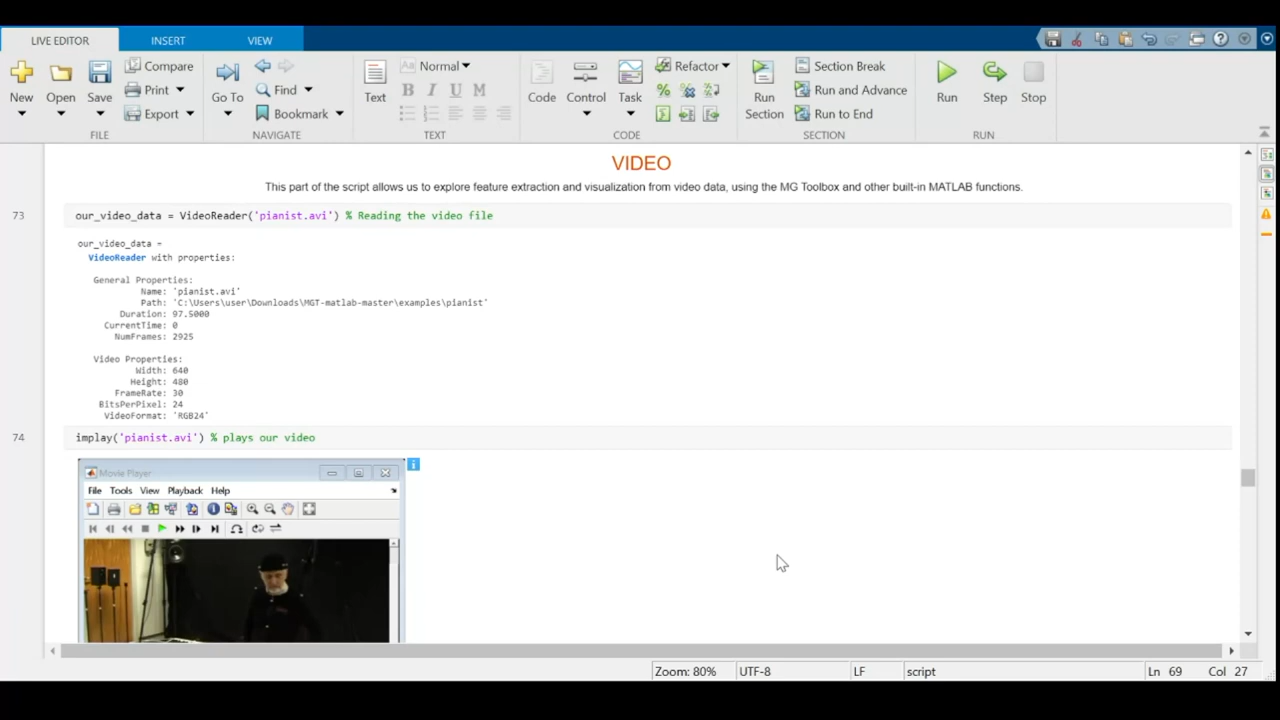 LIVE EDITOR INSERT VIEW
New Open Save Compare Print Export
FILE
Go To Find Bookmark
NAVIGATE
Text Aa Normal B I U M
TEXT
Code Control Task Refactor
CODE
Run Section Section Break Run and Advance Run to End
SECTION
Run Step Stop
RUN
VIDEO
This part of the script allows us to explore feature extraction and visualization from video data, using the MG Toolbox and other built-in MATLAB functions.
73 our_video_data = VideoReader('pianist.avi') % Reading the video file
our_video_data =
VideoReader with properties:
General Properties:
Name: 'pianist.avi'
Path: 'C:\Users\user\Downloads\MGT-matlab-master\examples\pianist'
Duration: 97.5000
CurrentTime: 0
NumFrames: 2925
Video Properties:
Width: 640
Height: 480
FrameRate: 30
BitsPerPixel: 24
VideoFormat: 'RGB24'
74 implay('pianist.avi') % plays our video
Movie Player
File Tools View Playback Help
Zoom: 80% UTF-8 LF script Ln 69 Col 27